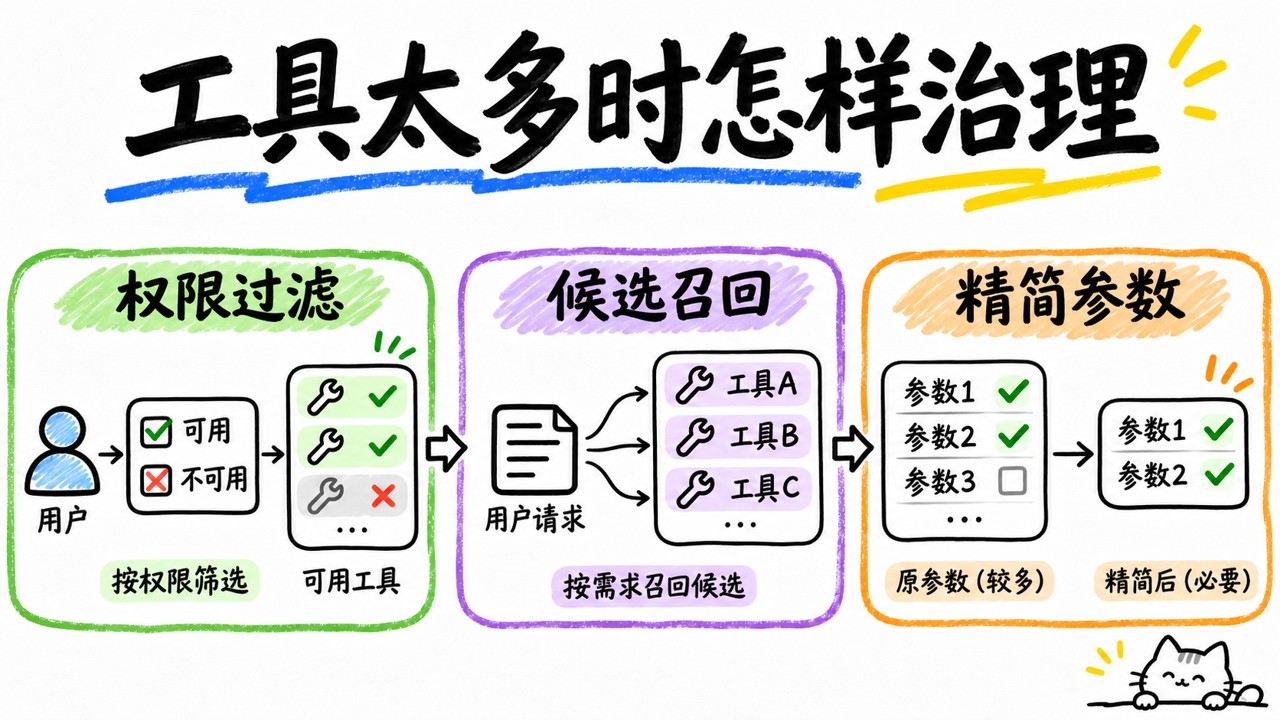 工具太多时怎样治理
权限过滤
用户
可用
不可用
...
按权限筛选
可用工具
候选召回
用户请求
工具A
工具B
工具C
...
按需求召回候选
精简参数
参数1
参数2
参数3
...
原参数(较多)
参数1
参数2
精简后(必要)